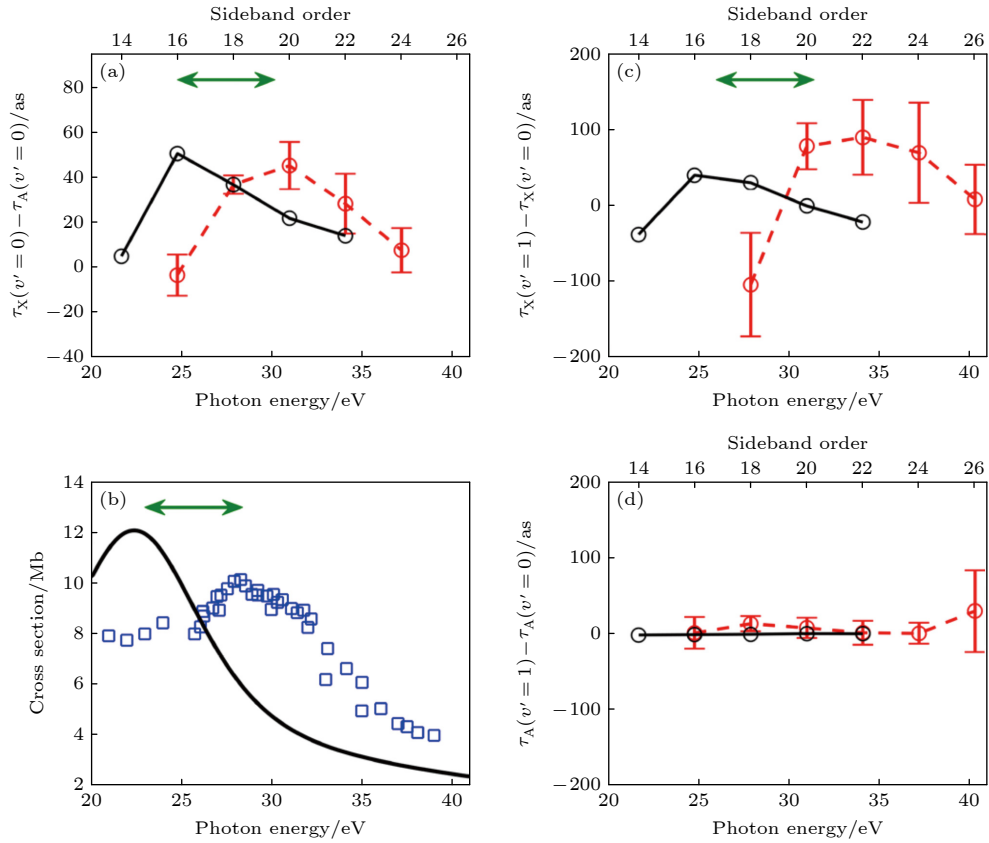 Sideband order
14 16 18 20 22 24 26
(a)
80
60
40
20
0
−20
−40
τX(v′=0)−τA(v′=0)/as
20 25 30 35 40
Photon energy/eV
Sideband order
14 16 18 20 22 24 26
(c)
200
100
0
−100
−200
τX(v′=1)−τX(v′=0)/as
20 25 30 35 40
Photon energy/eV
(b)
14
12
10
8
6
4
2
Cross section/Mb
20 25 30 35 40
Photon energy/eV
Sideband order
14 16 18 20 22 24 26
(d)
200
100
0
−100
−200
τA(v′=1)−τA(v′=0)/as
20 25 30 35 40
Photon energy/eV